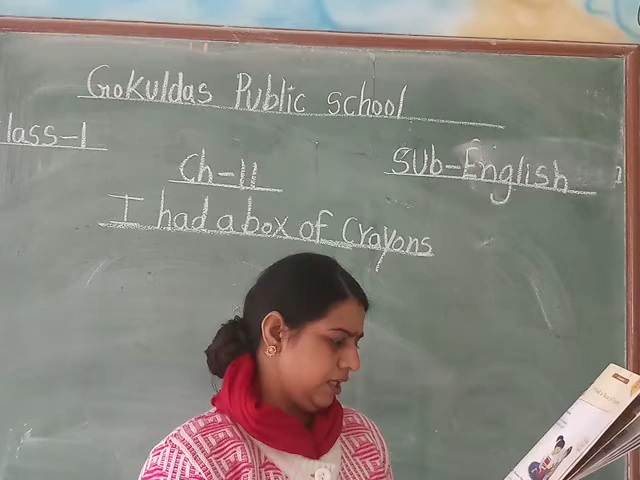 Gokuldas Public school
lass-1
Ch-11
Sub-English
I had a box of Crayons